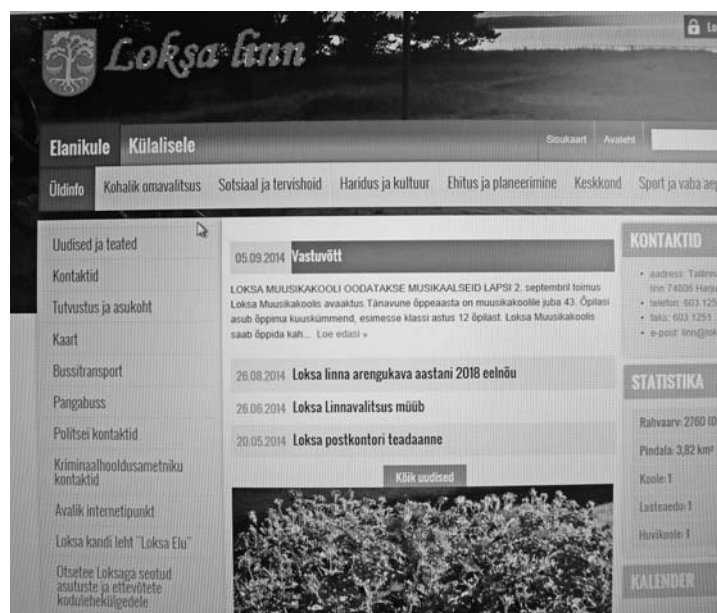 Loksa linn
Elanikule Külalisele
Sisukaart Avaleht
Üldinfo Kohalik omavalitsus Sotsiaal ja tervishoid Haridus ja kultuur Ehitus ja planeerimine Keskkond Sport ja vaba
Uudised ja teated
Kontaktid
Tutvustus ja asukoht
Kaart
Bussitransport
Pangabuss
Politsei kontaktid
Kriminaalhooldusametniku
kontaktid
Avalik internetipunkt
Loksa kandi leht "Loksa Elu"
Otsetee Loksaga seotud
asutuste ja ettevõtete
kodulehekülgedele
05.09.2014 Vastuvõtt
LOKSA MUUSIKAKOOLI OODATAKSE MUSIKAALSEID LAPSI 2. septembril toimus
Loksa Muusikakoolis avaaktus.Tänavune õppeaasta on muusikakoolile juba 43. Õpilasi
asub õppima kuuskümmend, esimesse klassi astus 12 õpilast. Loksa Muusikakoolis
saab õppida kah... Loe edasi »
26.08.2014 Loksa linna arengukava aastani 2018 eelnõu
26.06.2014 Loksa Linnavalitsus müüb
20.05.2014 Loksa postkontori teadaanne
Kõik uudised
KONTAKTID
aadress:
linn 74806
telefon: 603
faks: 603 1251
e-post:
STATISTIKA
Rahvaarv: 2760
Pindala: 3,82 km²
Koole: 1
Lasteaedu: 1
Huvikoole: 1
KALENDER